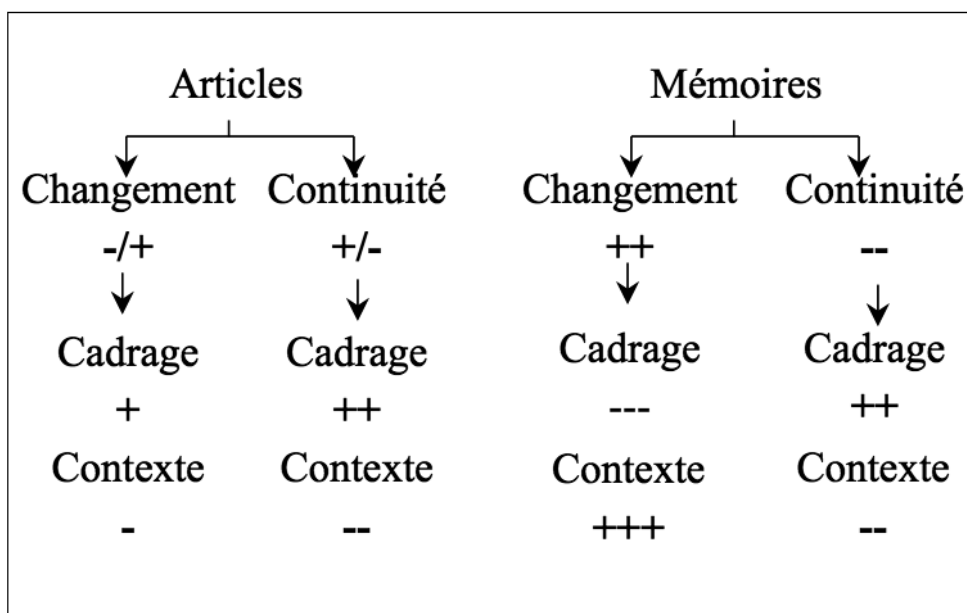 Articles Mémoires
Changement Continuité Changement Continuité
-/+ +/- ++ --
Cadrage Cadrage Cadrage Cadrage
+ ++ --- ++
Contexte Contexte Contexte Contexte
- -- +++ --